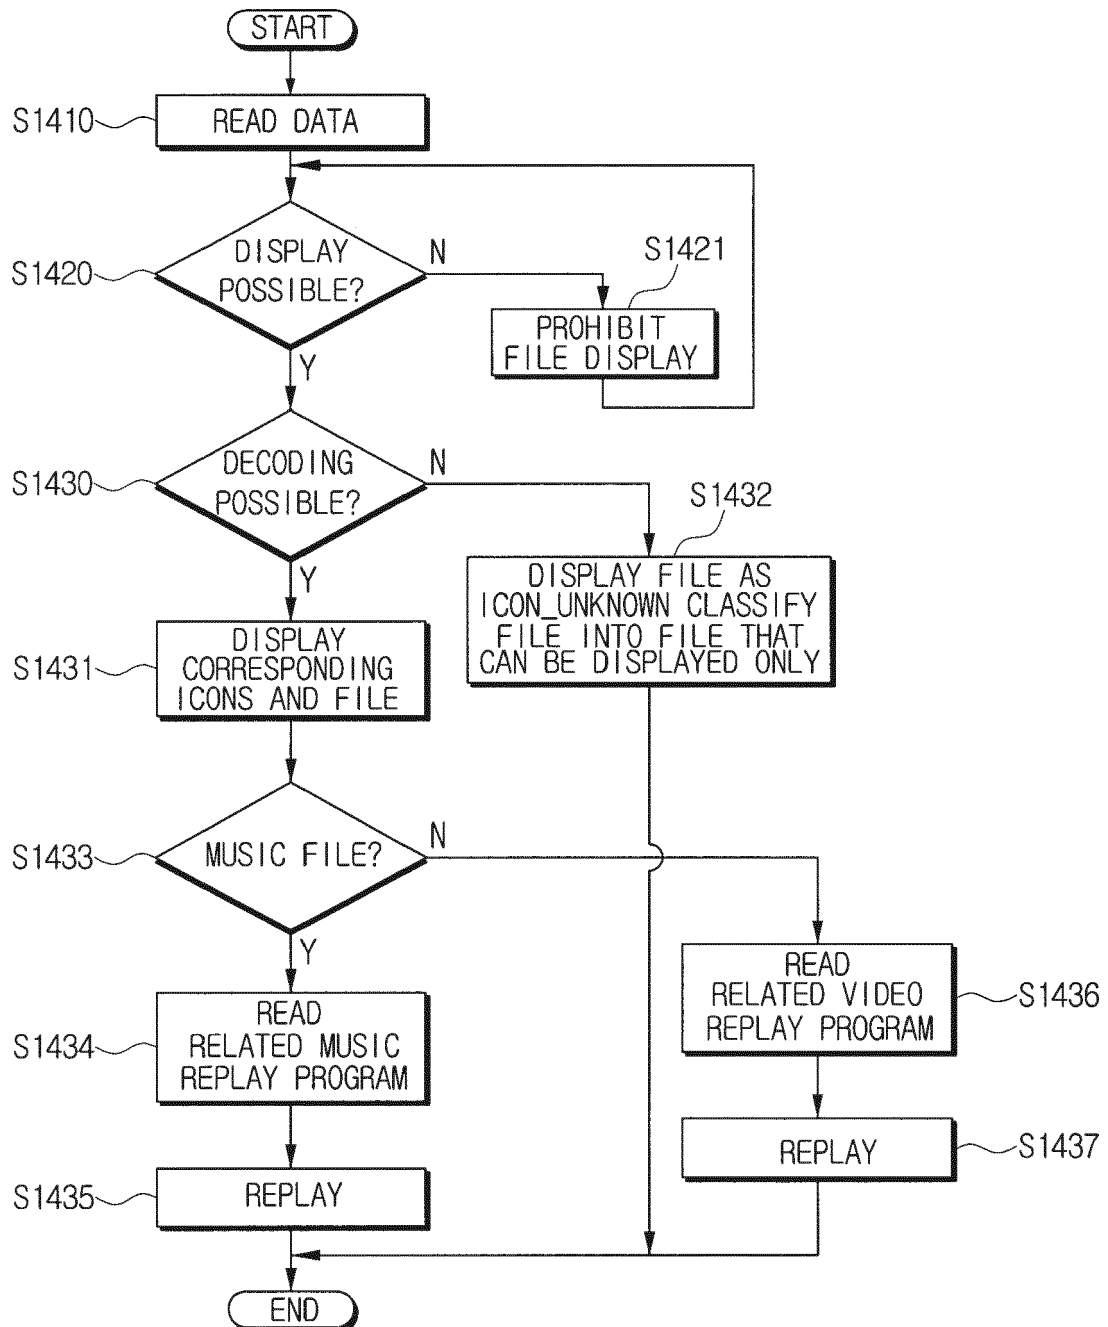 START
S1410
READ DATA
S1420
DISPLAY
POSSIBLE?
N
S1421
PROHIBIT
FILE DISPLAY
Y
S1430
DECODING
POSSIBLE?
N
S1432
DISPLAY FILE AS
ICON_UNKNOWN CLASSIFY
FILE INTO FILE THAT
CAN BE DISPLAYED ONLY
Y
S1431
DISPLAY
CORRESPONDING
ICONS AND FILE
S1433
MUSIC FILE?
N
Y
S1434
READ
RELATED MUSIC
REPLAY PROGRAM
READ
RELATED VIDEO
REPLAY PROGRAM
S1436
S1435
REPLAY
REPLAY
S1437
END